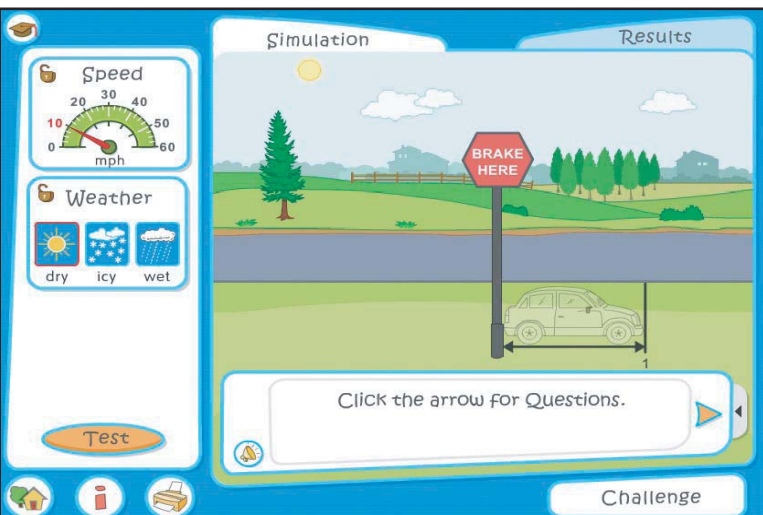 Simulation
Results
Speed
0
10
20
30
40
50
60
mph
Weather
dry
icy
wet
BRAKE
HERE
1
Click the arrow for Questions.
Test
i
Challenge